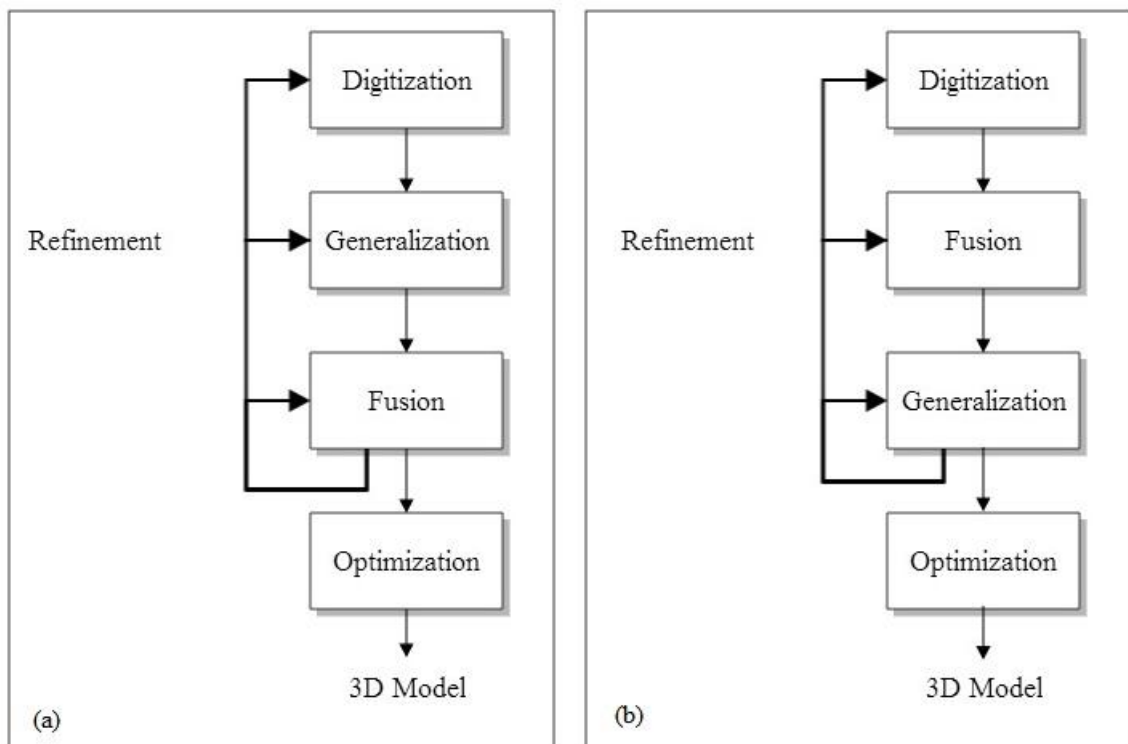 Digitization
Refinement
Generalization
Fusion
Optimization
3D Model
(a)
Digitization
Refinement
Fusion
Generalization
Optimization
3D Model
(b)